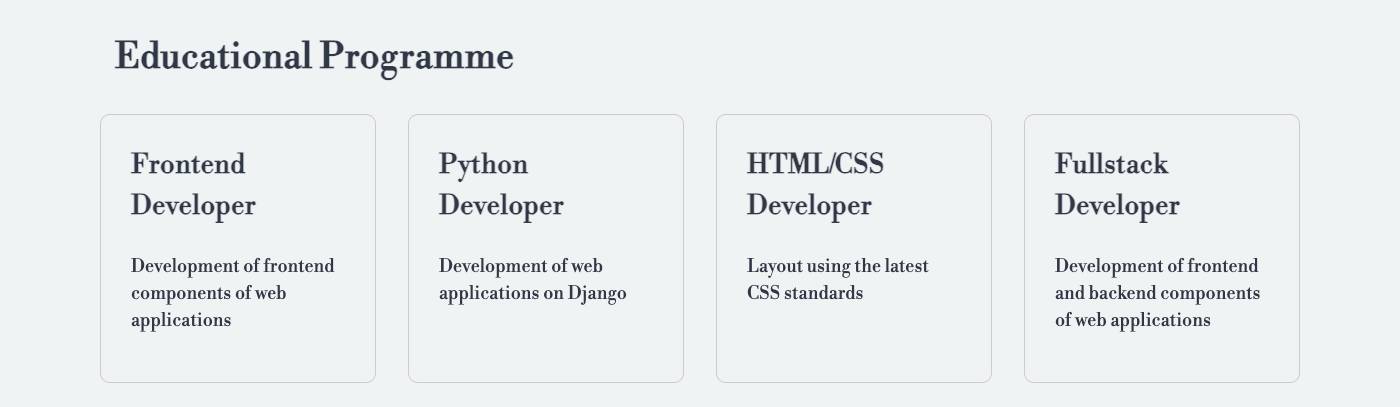 Educational Programme
Frontend
Developer
Development of frontend
components of web
applications
Python
Developer
Development of web
applications on Django
HTML/CSS
Developer
Layout using the latest
CSS standards
Fullstack
Developer
Development of frontend
and backend components
of web applications